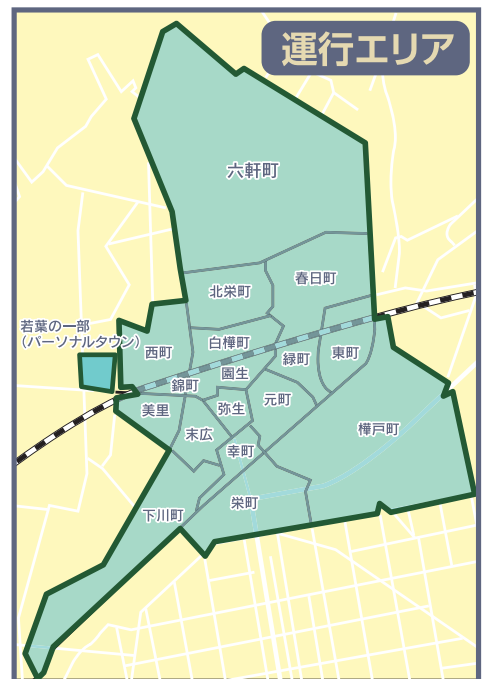 運行エリア
六軒町
春日町
北栄町
若葉の一部
（パーソナルタウン）
西町
白樺町
東町
緑町
園生
錦町
元町
美里
弥生
末広
樺戸町
幸町
栄町
下川町